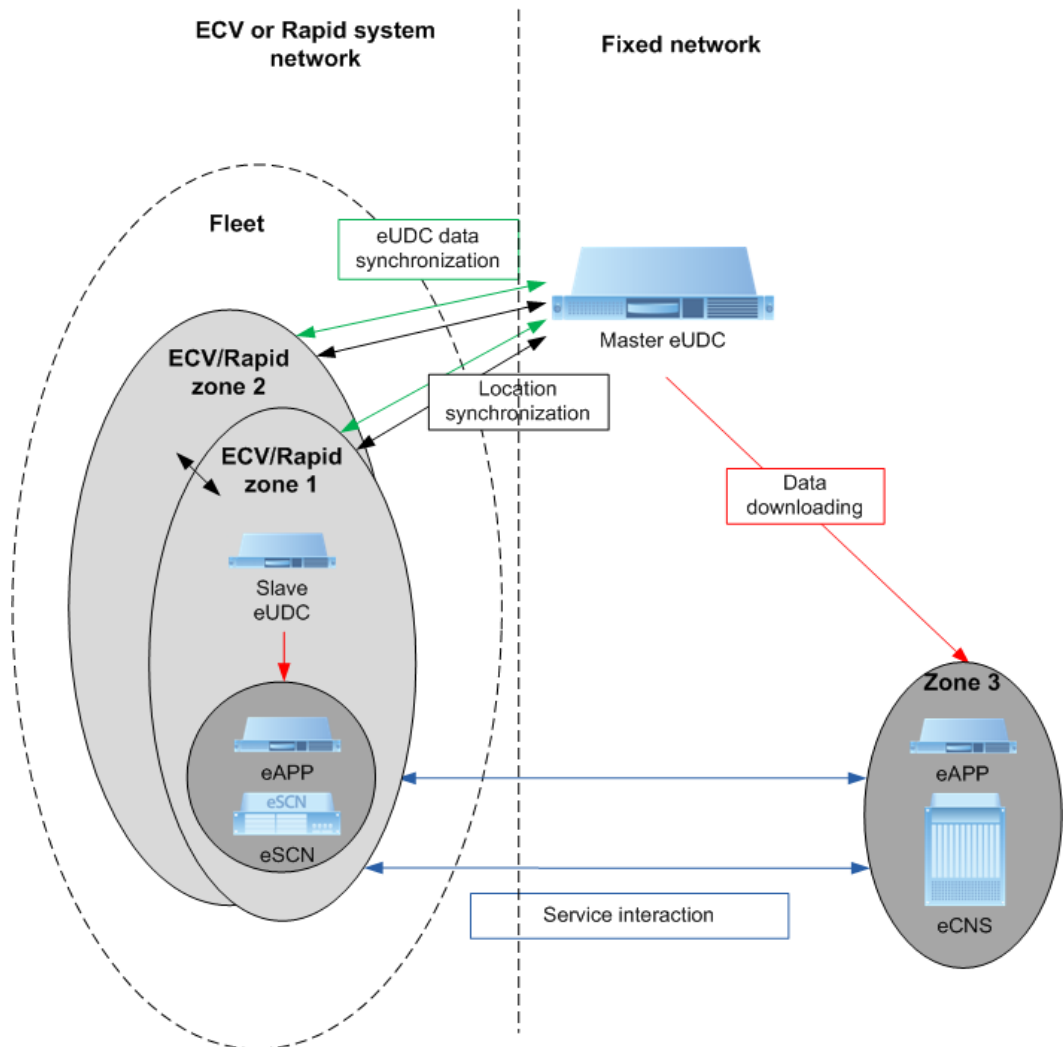 ECV or Rapid system
network
Fixed network
Fleet
eUDC data
synchronization
Master eUDC
ECV/Rapid
zone 2
Location
synchronization
ECV/Rapid
zone 1
Data
downloading
Slave
eUDC
Zone 3
eAPP
eSCN
eSCN
eAPP
eCNS
Service interaction